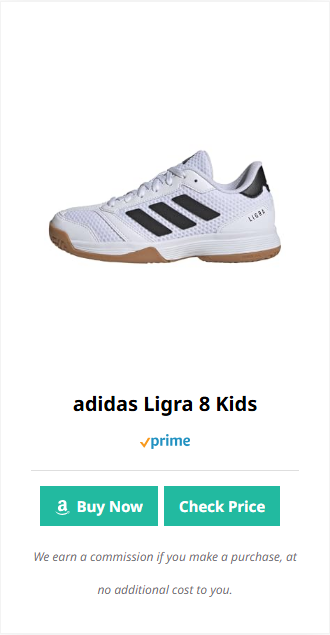 LIGRA
adidas Ligra 8 Kids
prime
Buy Now
Check Price
We earn a commission if you make a purchase, at
no additional cost to you.